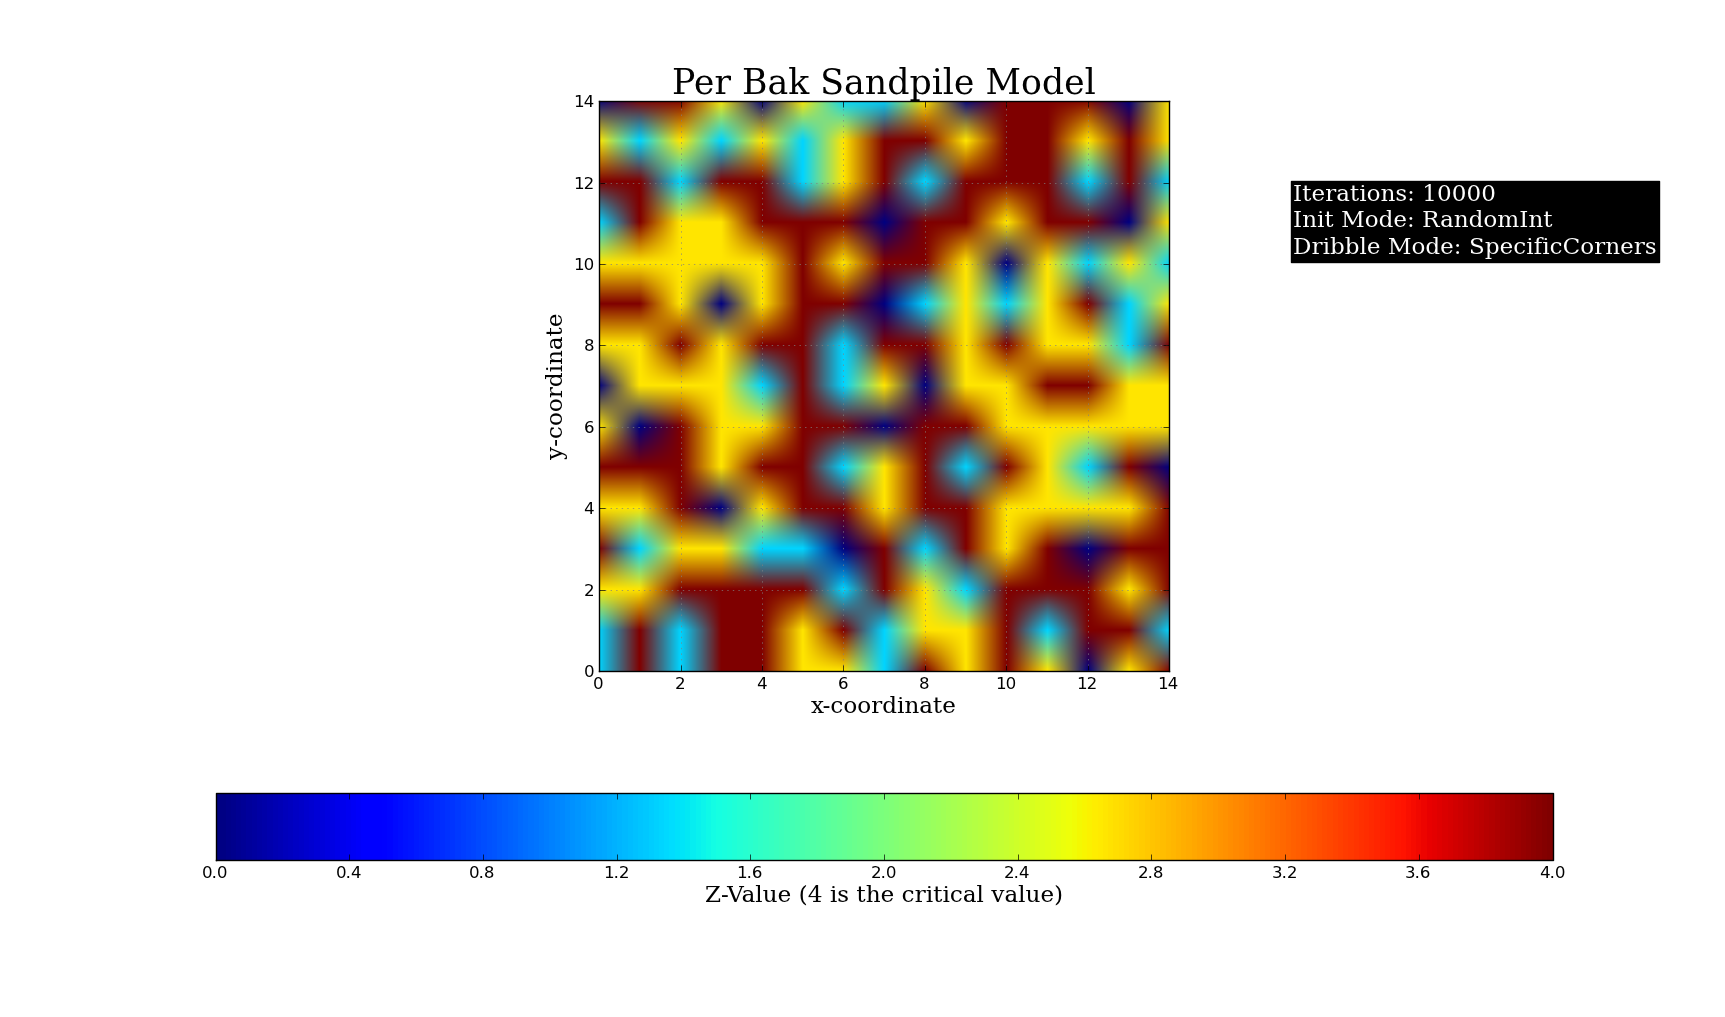 Per Bak Sandpile Model
14
12
10
8
6
4
2
0
y-coordinate
0 2 4 6 8 10 12 14
x-coordinate
Iterations: 10000
Init Mode: RandomInt
Dribble Mode: SpecificCorners
0.0 0.4 0.8 1.2 1.6 2.0 2.4 2.8 3.2 3.6 4.0
Z-Value (4 is the critical value)